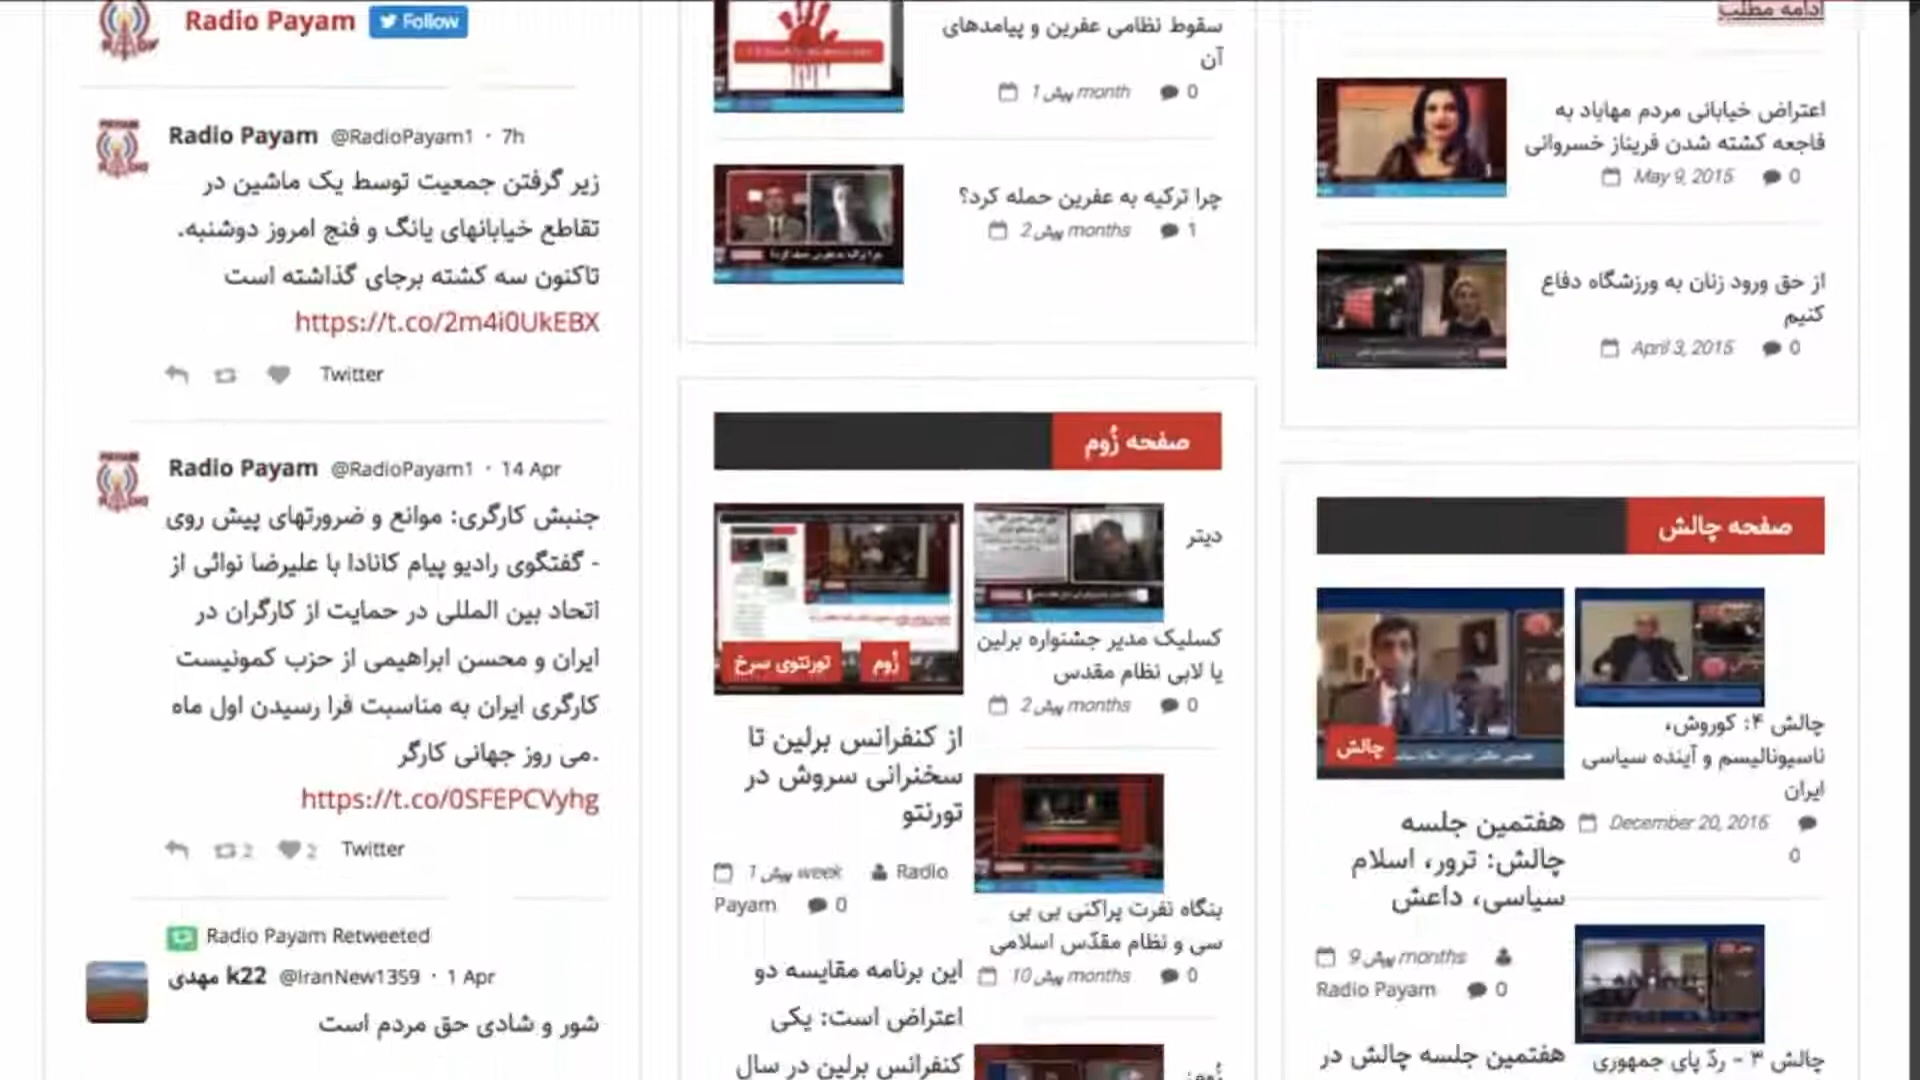 Radio Payam Follow
Radio Payam @RadioPayam1 · 7h
زیر گرفتن جمعیت توسط یک ماشین در
تقاطع خیابانهای یانگ و فنچ امروز دوشنبه.
تاکنون سه کشته برجای گذاشته است
https://t.co/2m4i0UkEBX
Twitter
Radio Payam @RadioPayam1 · 14 Apr
جنبش کارگری: موانع و ضرورتهای پیش روی
- گفتگوی رادیو پیام کانادا با علیرضا نوائی از
اتحاد بین المللی در حمایت از کارگران در
ایران و محسن ابراهیمی از حزب کمونیست
کارگری ایران به مناسبت فرا رسیدن اول ماه
.می روز جهانی کارگر
https://t.co/0SFEPCVyhg
2 2 Twitter
Radio Payam Retweeted
مهدی k22 @IranNew1359 · 1 Apr
شور و شادی حق مردم است
سقوط نظامی عفرین و پیامدهای
آن
1 پیش month 0
چرا ترکیه به عفرین حمله کرد؟
2 پیش months 1
صفحه زُوم
زُوم
تورنتوی سرخ
از کنفرانس برلین تا
سخنرانی سروش در
تورنتو
1 پیش week Radio
Payam 0
این برنامه مقایسه دو
اعتراض است: یکی
کنفرانس برلین در سال
دیتر
کسلیک مدیر جشنواره برلین
یا لابی نظام مقدس
2 پیش months 0
بنگاه نفرت پراکنی بی بی
سی و نظام مقدّس اسلامی
10 پیش months 0
زُوم:
ادامه مطلب
اعتراض خیابانی مردم مهاباد به
فاجعه کشته شدن فریناز خسروانی
May 9, 2015 0
از حق ورود زنان به ورزشگاه دفاع
کنیم
April 3, 2015 0
صفحه چالش
چالش
هفتمین جلسه
چالش: ترور، اسلام
سیاسی، داعش
9 پیش months
Radio Payam 0
هفتمین جلسه چالش در
چالش ۴: کوروش،
ناسیونالیسم و آینده سیاسی
ایران
December 20, 2016
0
چالش ۳ – ردّ پای جمهوری